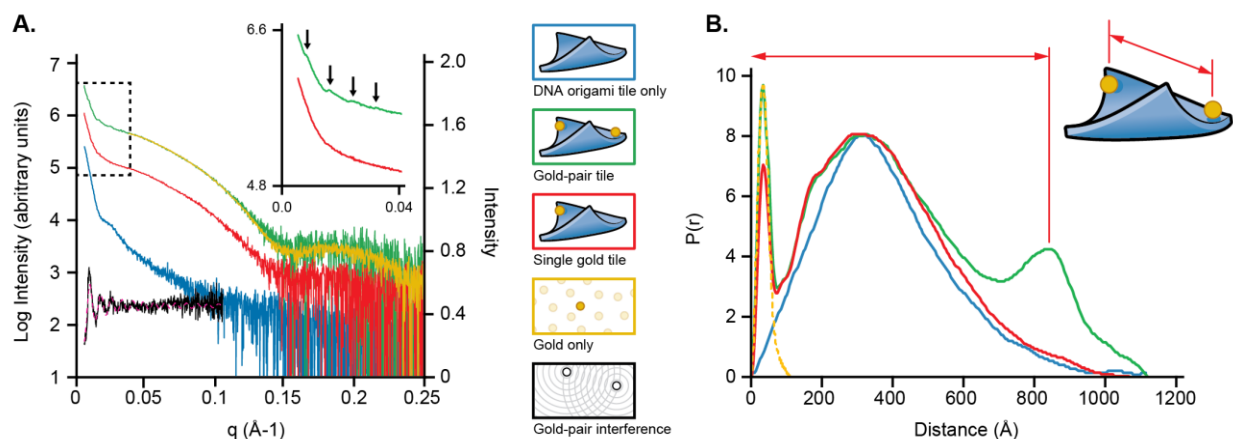 A.
7
6
5
4
3
2
1
Log Intensity (abritrary units)
0.05
0.1
0.15
0.2
0.25
q (Å-1)
2.0
1.6
1.2
0.8
0.4
0
Intensity
6.6
4.8
0.0
0.04
DNA origami tile only
Gold-pair tile
Single gold tile
Gold only
Gold-pair interference
B.
10
8
6
4
2
0
P(r)
0
200
400
600
800
1000
1200
Distance (Å)